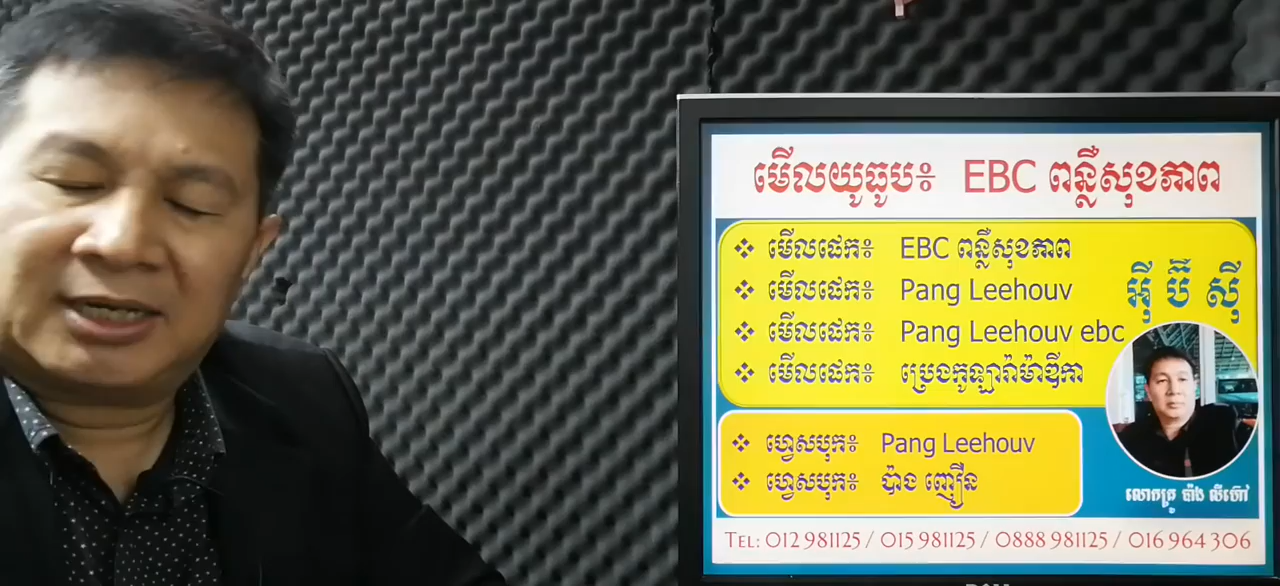 មើលយូធូប៖ EBC ពន្លឺសុខភាព
❖ មើលផេក៖ EBC ពន្លឺសុខភាព
❖ មើលផេក៖ Pang Leehouv
❖ មើលផេក៖ Pang Leehouv ebc
❖ មើលផេក៖ ប្រេងកូឡារ៉ាម៉ាឌីកា
អ៊ី ប៊ី ស៊ី
❖ ហ្វេសបុក៖ Pang Leehouv
❖ ហ្វេសបុក៖ ប៉ាង ញឿន
លោកគ្រូ ប៉ាង លីហ៊ៅ
TEL: 012 981125 / 015 981125 / 0888 981125 / 016 964 306